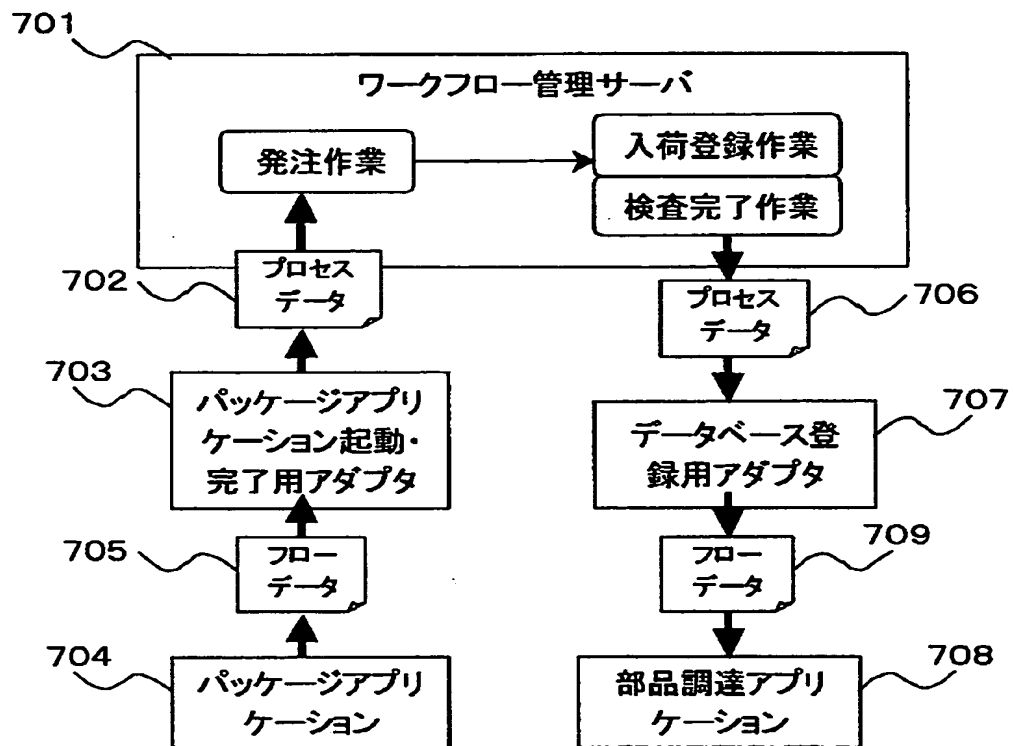 701
ワークフロー管理サーバ
発注作業
入荷登録作業
検査完了作業
702
プロセス
データ
プロセス
データ
706
703
パッケージアプリ
ケーション起動・
完了用アダプタ
データベース登
録用アダプタ
707
705
フロー
データ
フロー
データ
709
704
パッケージアプリ
ケーション
部品調達アプリ
ケーション
708